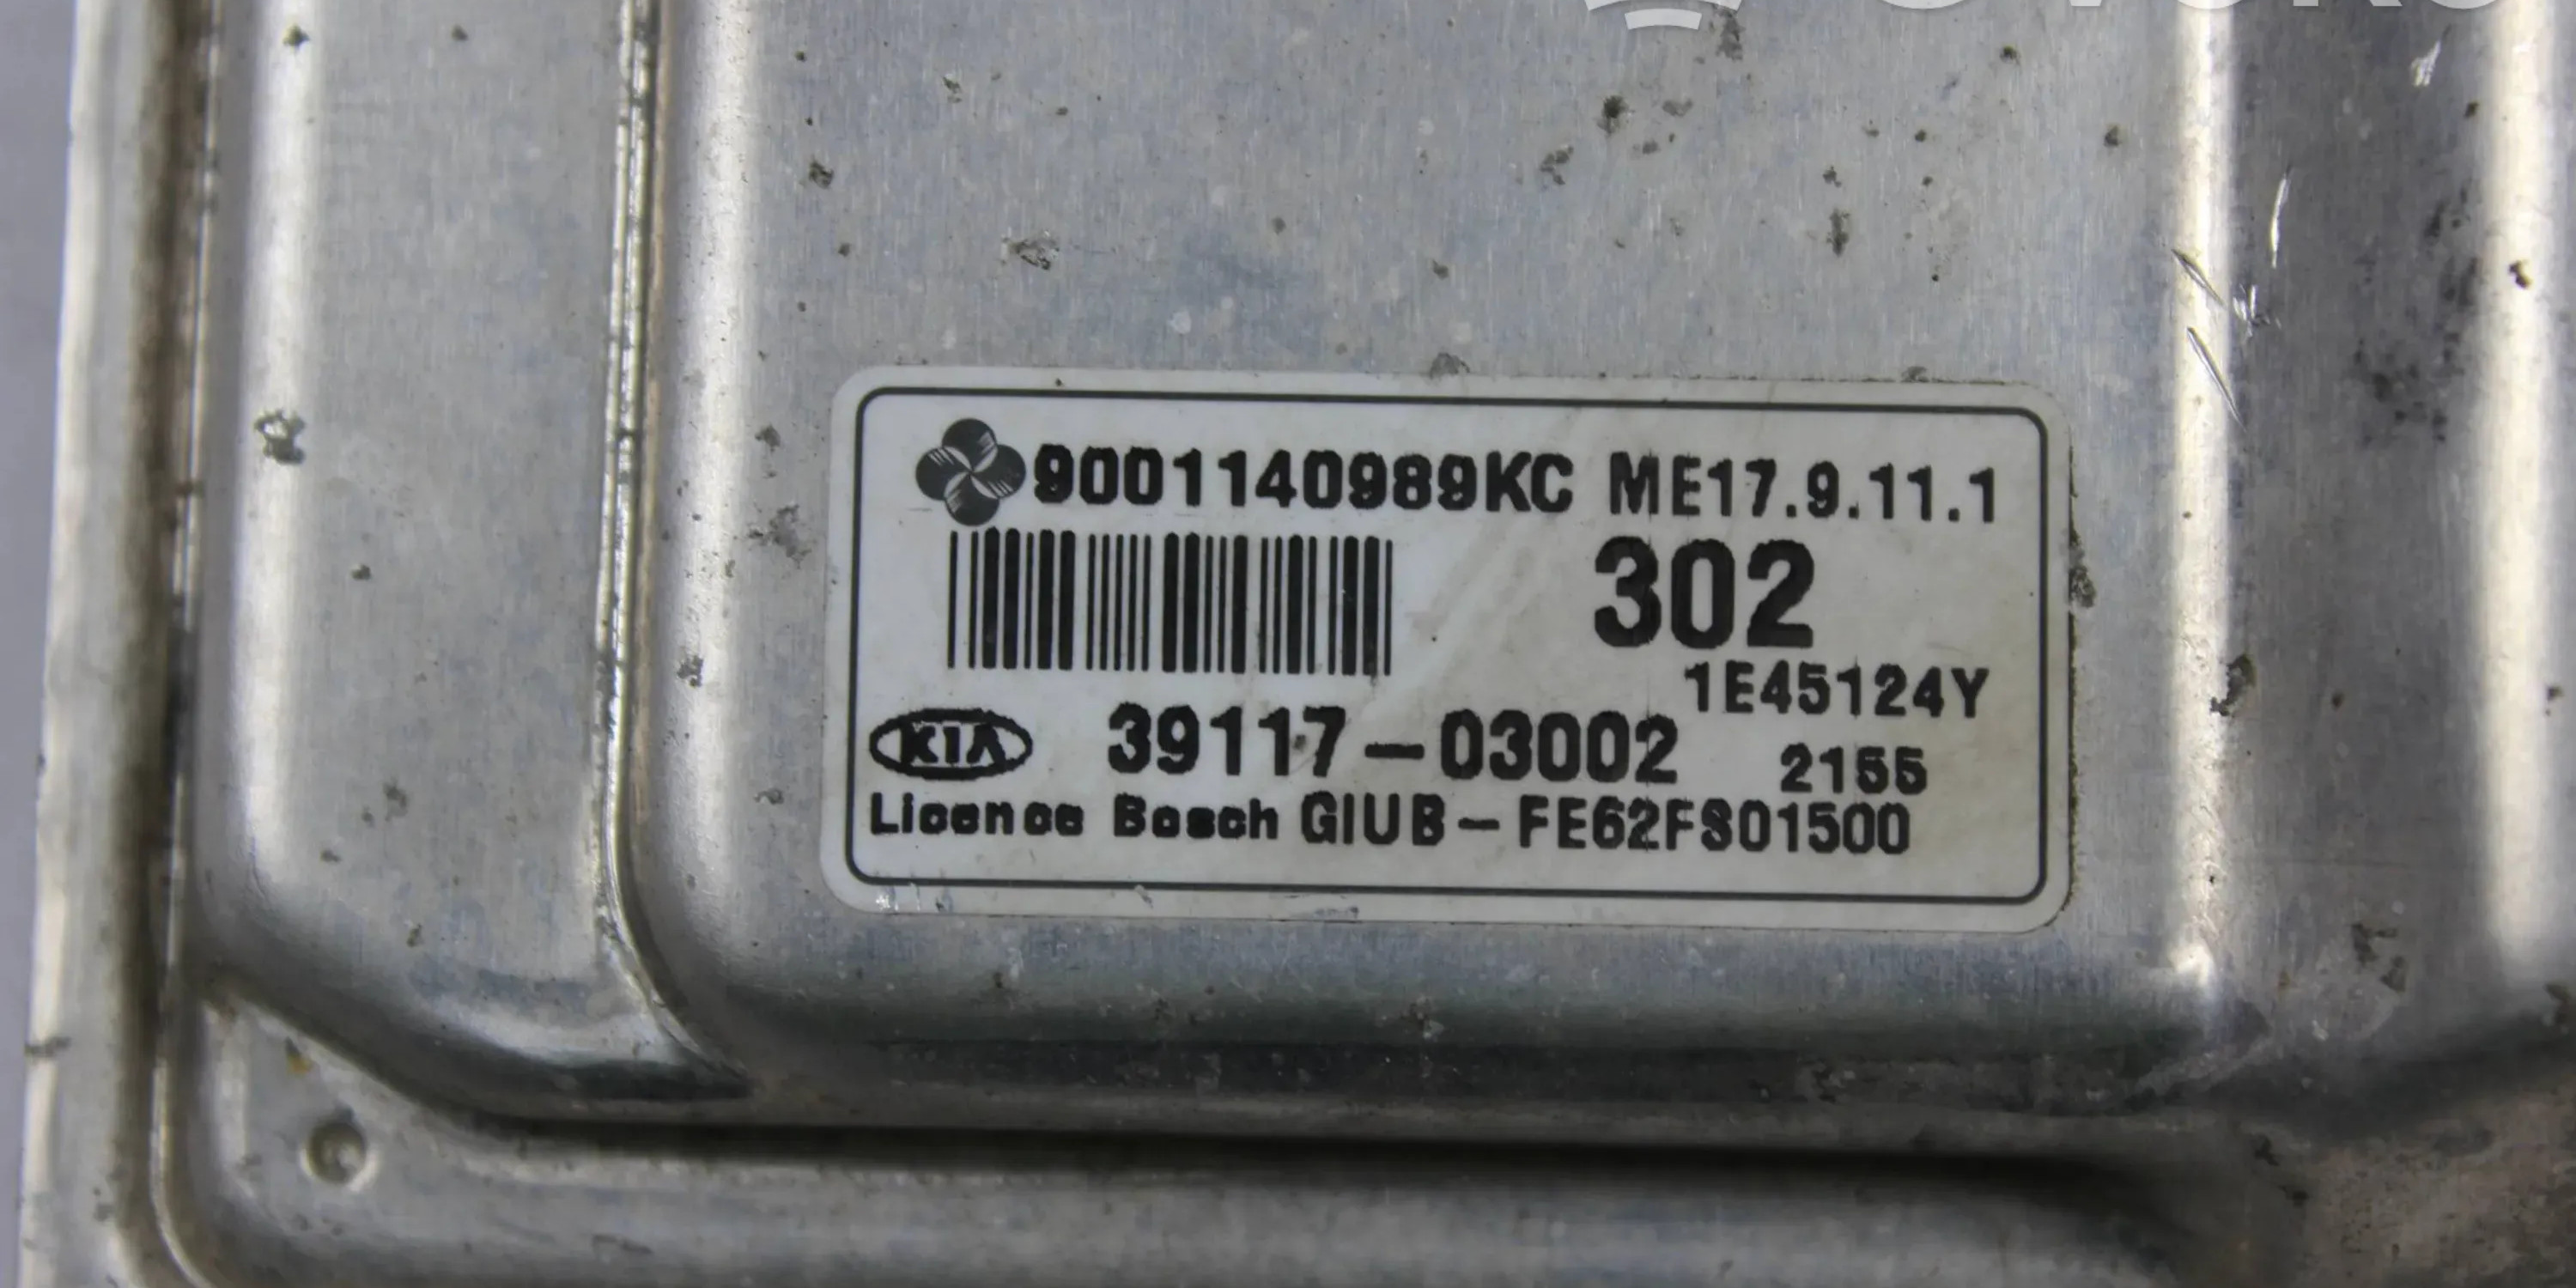 9001140989KC ME17.9.11.1
302
1E45124Y
KIA 39117-03002 2155
Licence Bosch GIUB-FE62FS01500